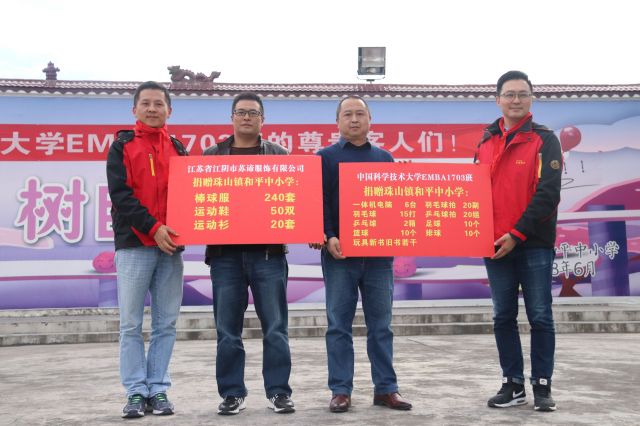 大学EMBA1703
的尊贵客人们！
树
江苏省江阴市苏谛服饰有限公司
捐赠珠山镇和平中小学：
棒球服 240套
运动鞋 50双
运动衫 20套
中国科学技术大学EMBA1703班
捐赠珠山镇和平中小学：
一体机电脑 6台 羽毛球拍 20副
羽毛球 15打 乒乓球拍 20组
乒乓球 2箱 足球 10个
篮球 10个 排球 10个
玩具新书旧书若干
和平中小学
8年6月